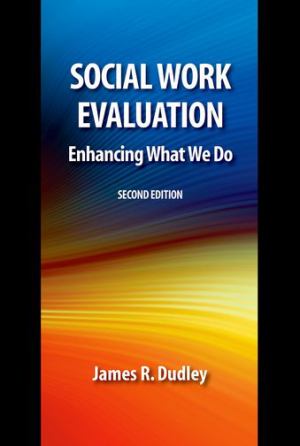 SOCIAL WORK
EVALUATION
Enhancing What We Do
SECOND EDITION
James R. Dudley